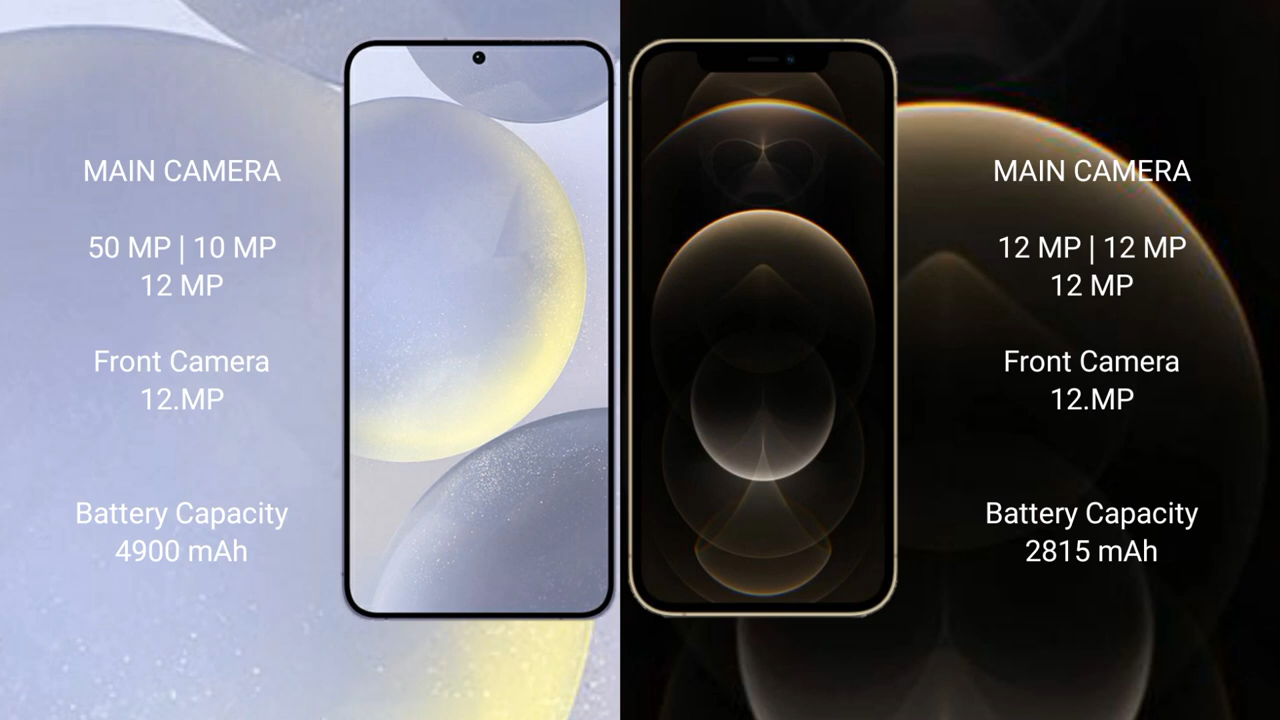 MAIN CAMERA
50 MP | 10 MP
12 MP
Front Camera
12.MP
Battery Capacity
4900 mAh
MAIN CAMERA
12 MP | 12 MP
12 MP
Front Camera
12.MP
Battery Capacity
2815 mAh